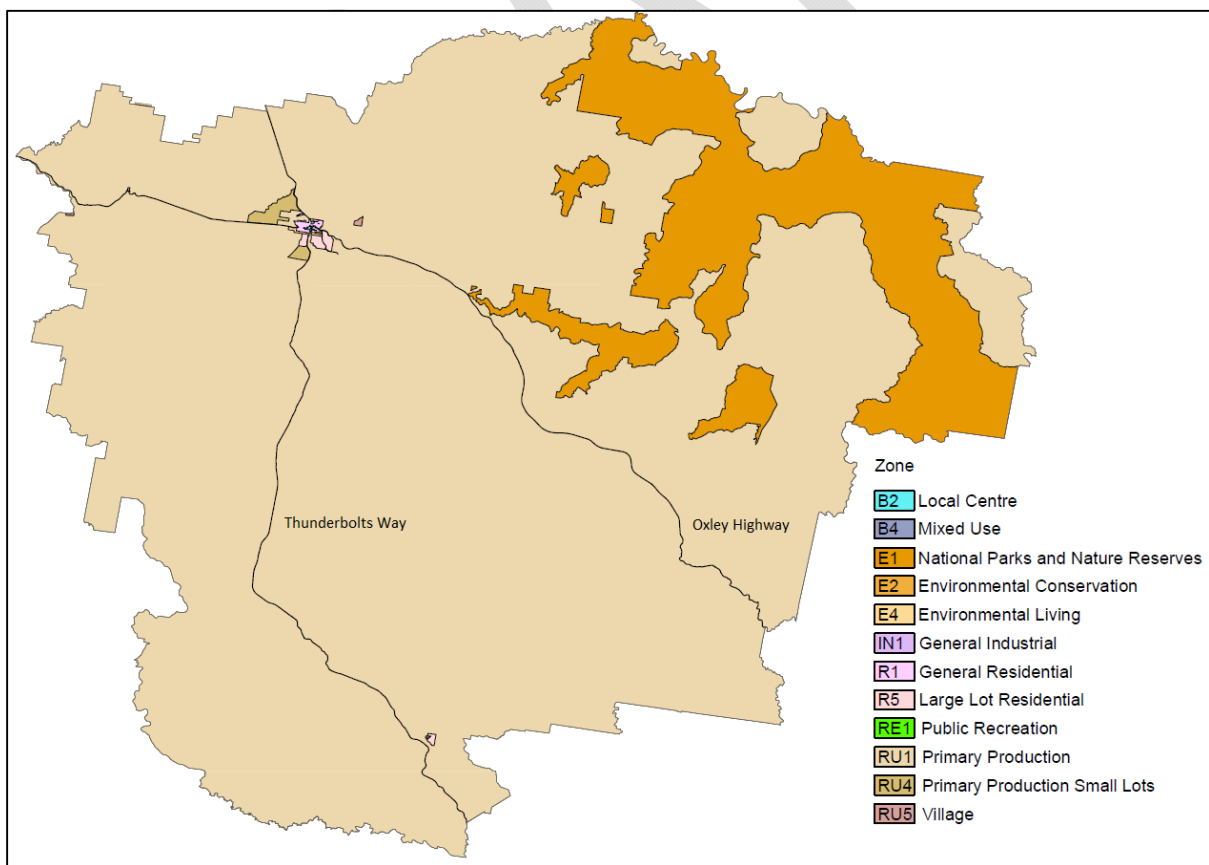 Thunderbolts Way
Oxley Highway
Zone
B2 Local Centre
B4 Mixed Use
E1 National Parks and Nature Reserves
E2 Environmental Conservation
E4 Environmental Living
IN1 General Industrial
R1 General Residential
R5 Large Lot Residential
RE1 Public Recreation
RU1 Primary Production
RU4 Primary Production Small Lots
RU5 Village